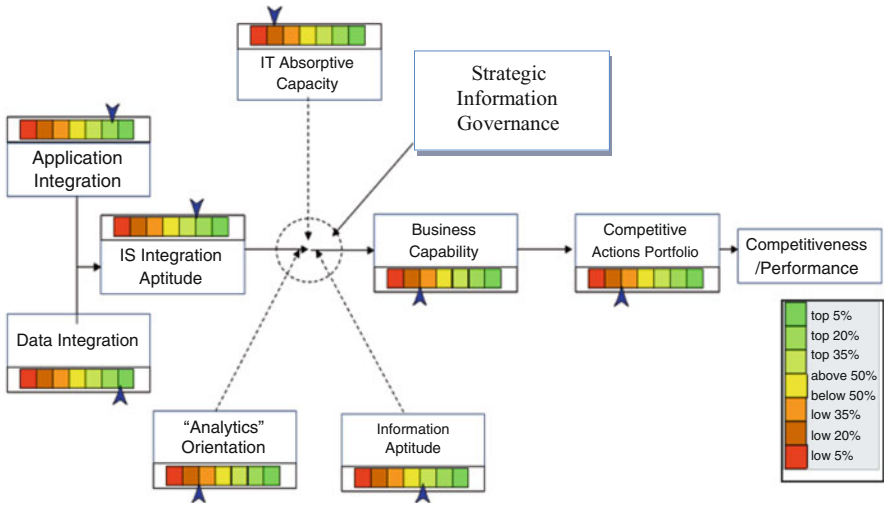 IT Absorptive
Capacity
Strategic
Information
Governance
Application
Integration
IS Integration
Aptitude
Business
Capability
Competitive
Actions Portfolio
Competitiveness
/Performance
Data Integration
“Analytics”
Orientation
Information
Aptitude
top 5%
top 20%
top 35%
above 50%
below 50%
low 35%
low 20%
low 5%